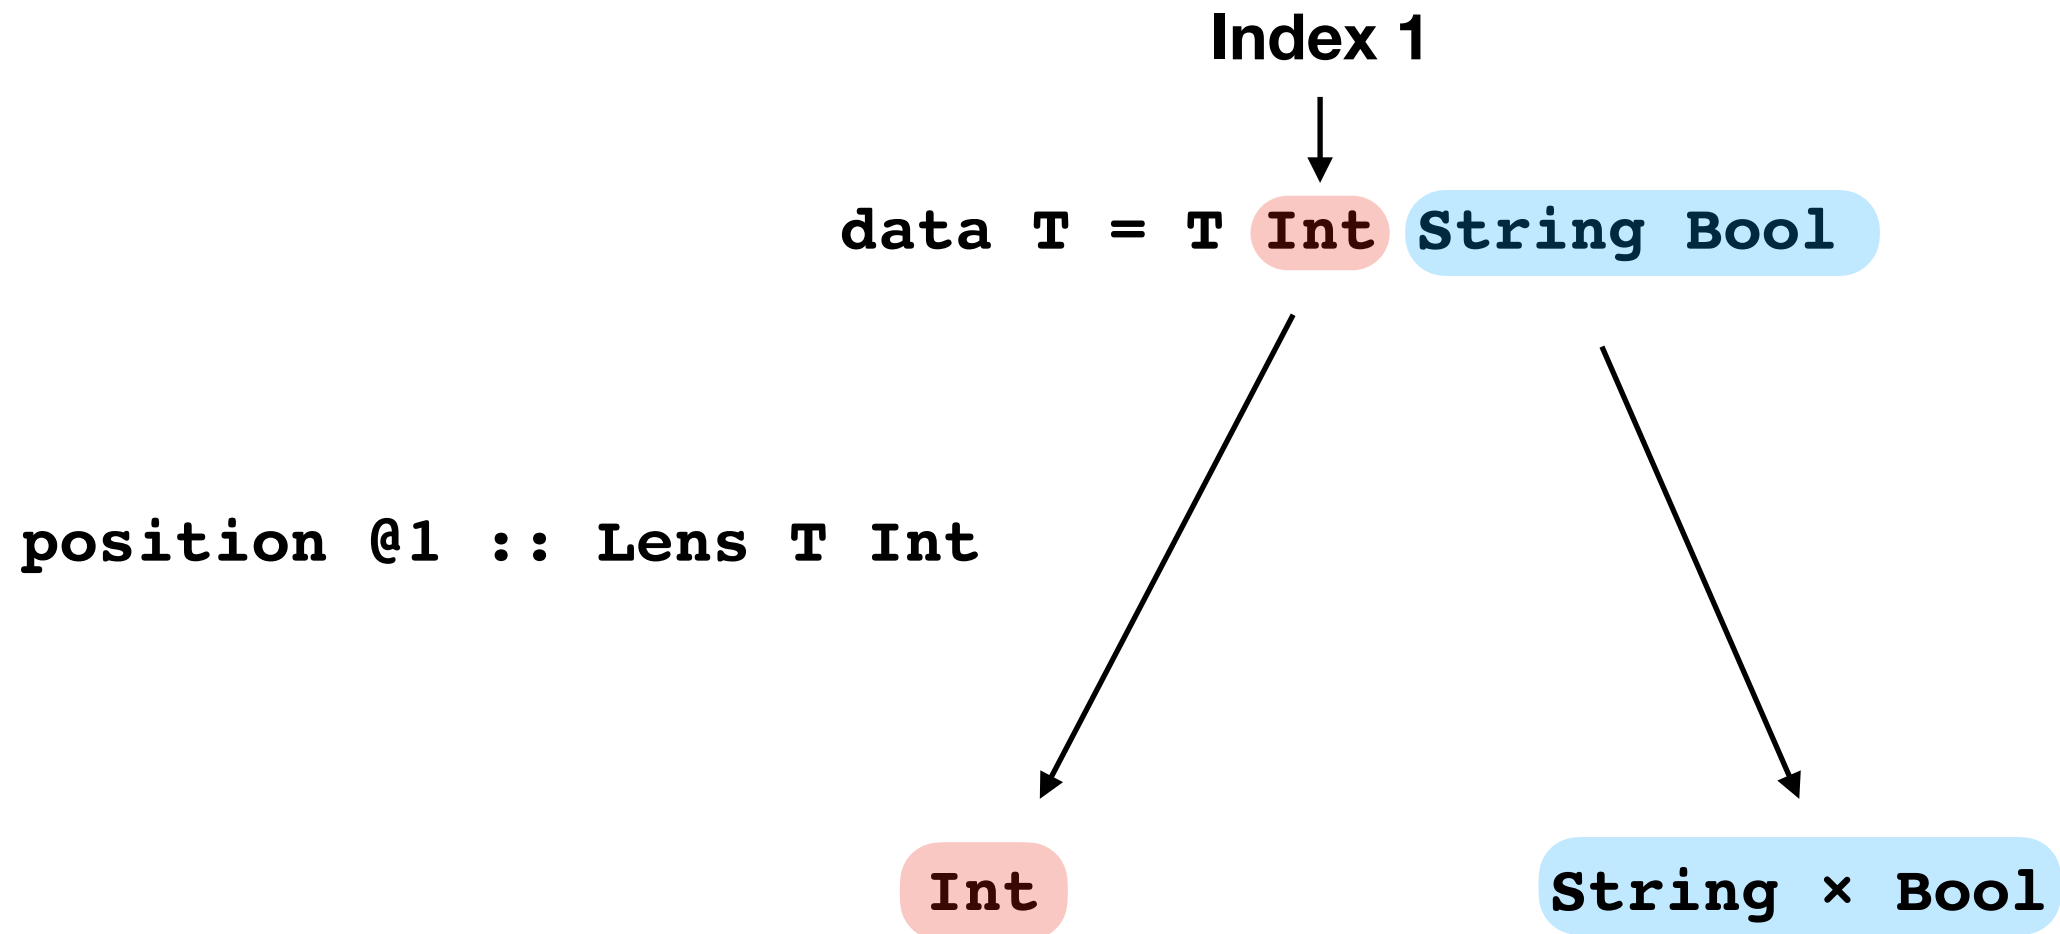 Index 1
data T = T Int String Bool
position @1 :: Lens T Int
Int
String × Bool